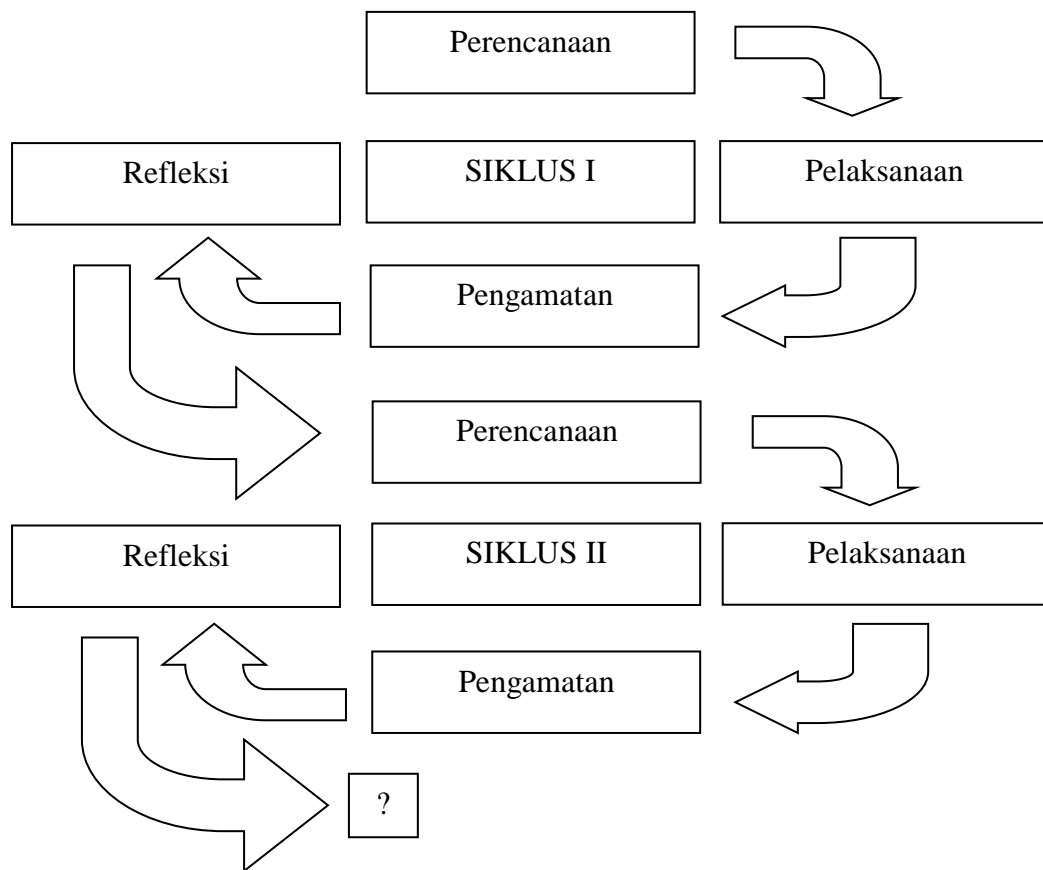 Perencanaan
Refleksi
SIKLUS I
Pelaksanaan
Pengamatan
Perencanaan
Refleksi
SIKLUS II
Pelaksanaan
Pengamatan
?